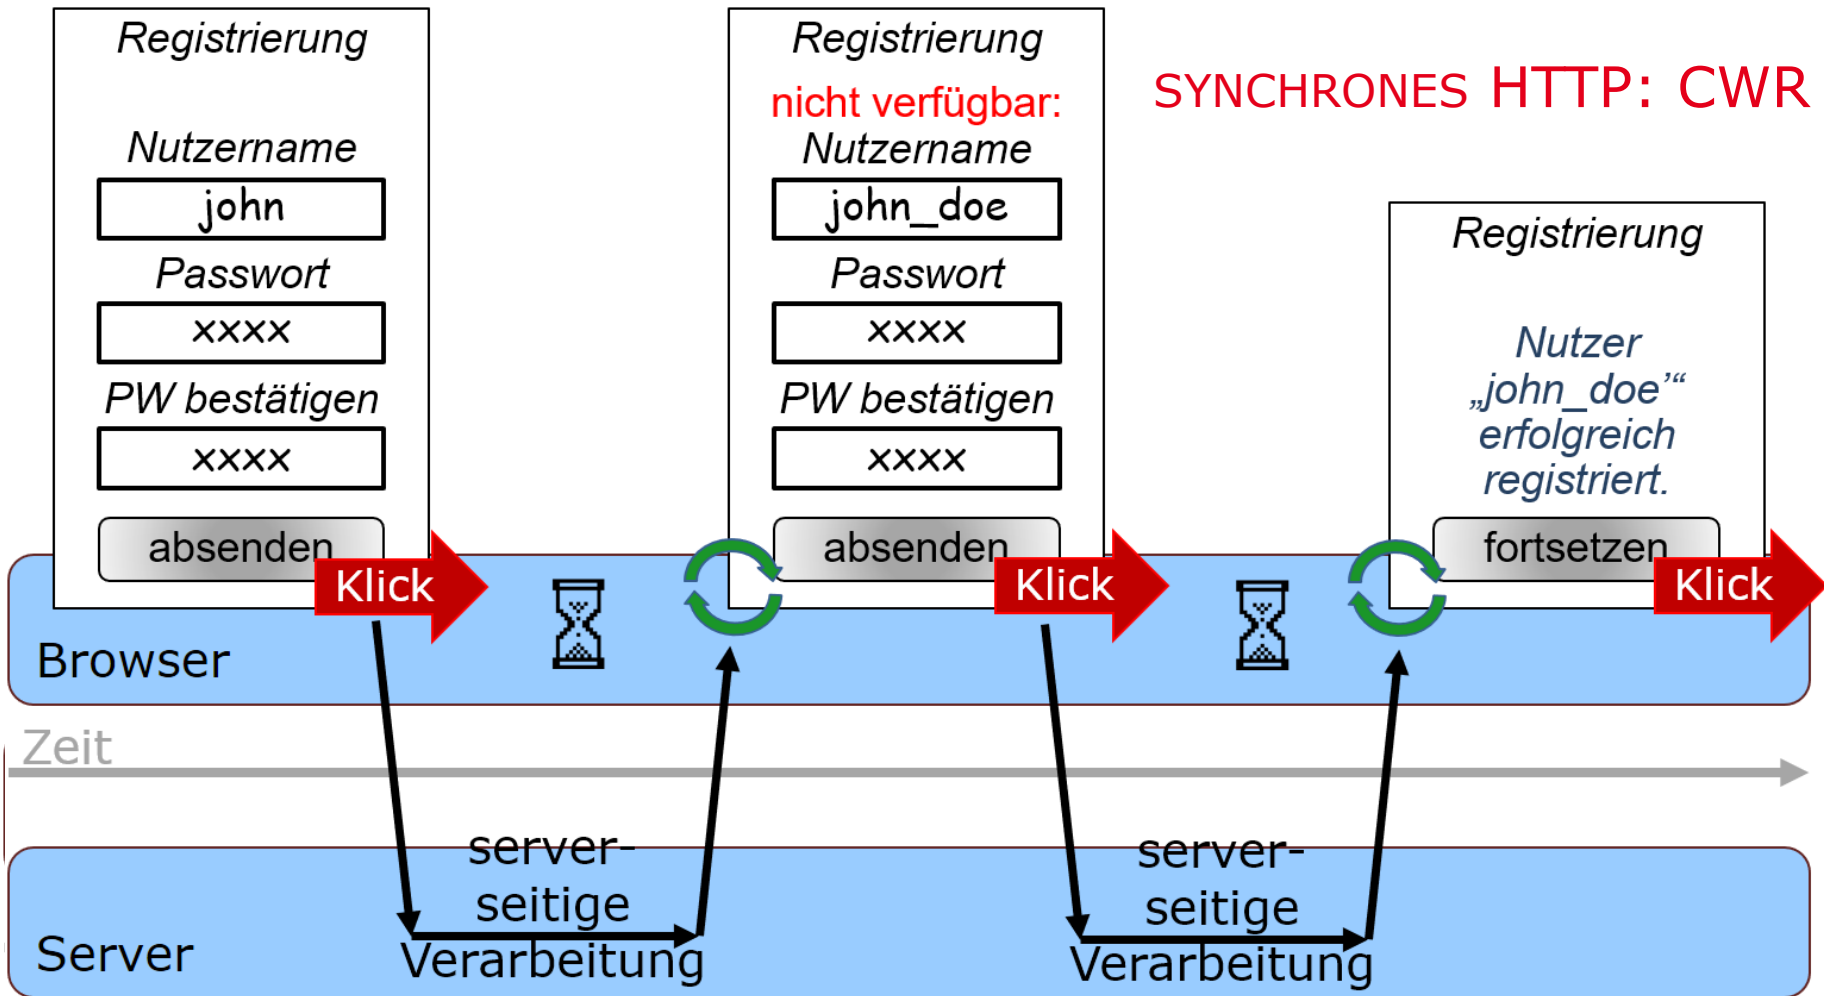 Registrierung
Nutzername
john
Passwort
xxxx
PW bestätigen
xxxx
absenden
Klick
Registrierung
nicht verfügbar:
Nutzername
john_doe
Passwort
xxxx
PW bestätigen
xxxx
absenden
Klick
SYNCHRONES HTTP: CWR
Registrierung
Nutzer
„john_doe’“
erfolgreich
registriert.
fortsetzen
Klick
Browser
Zeit
server-
seitige
Verarbeitung
server-
seitige
Verarbeitung
Server